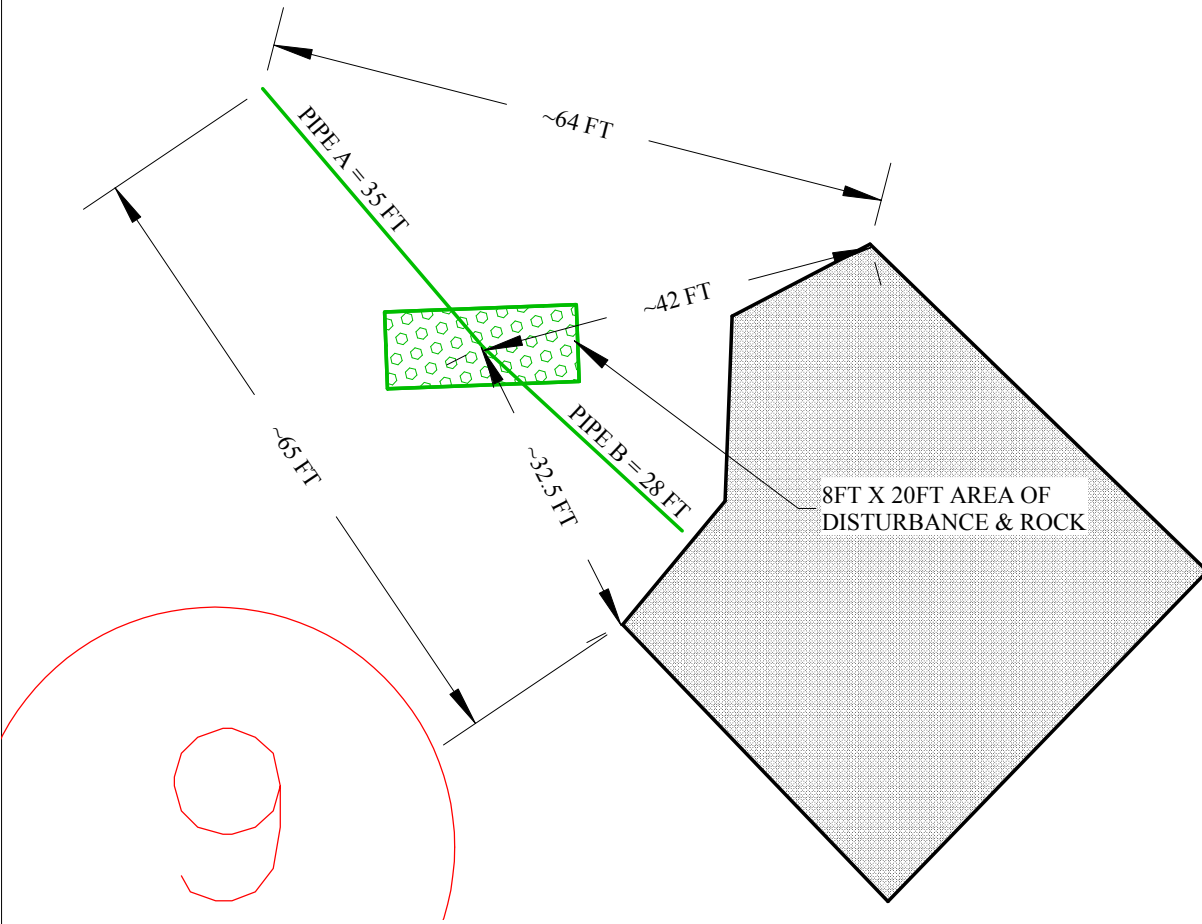 ~64 FT
PIPE A = 35 FT
~42 FT
~65 FT
PIPE B = 28 FT
~32.5 FT
8FT X 20FT AREA OF
DISTURBANCE & ROCK
9